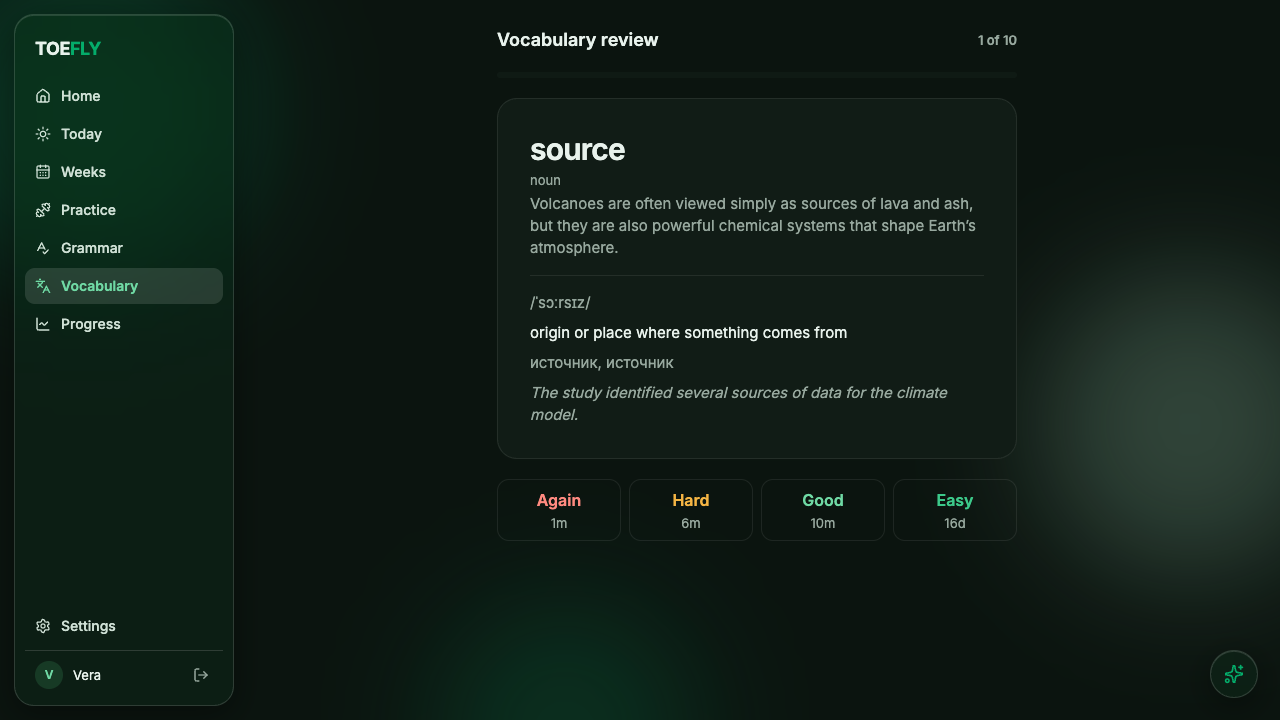 TOEFLY
Home
Today
Weeks
Practice
Grammar
Vocabulary
Progress
Settings
V
Vera
Vocabulary review
1 of 10
source
noun
Volcanoes are often viewed simply as sources of lava and ash,
but they are also powerful chemical systems that shape Earth’s
atmosphere.
/ˈsɔːrsɪz/
origin or place where something comes from
источник, источник
The study identified several sources of data for the climate
model.
Again
1m
Hard
6m
Good
10m
Easy
16d